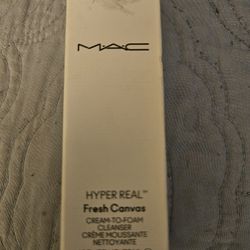 MAC
HYPER REAL™
Fresh Canvas
CREAM-TO-FOAM
CLEANSER
CRÈME MOUSSANTE
NETTOYANTE